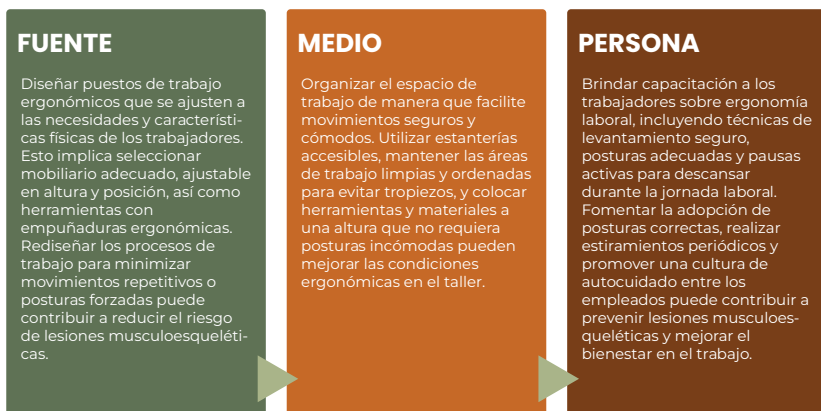 FUENTE
Diseñar puestos de trabajo
ergonómicos que se ajusten a
las necesidades y característi-
cas físicas de los trabajadores.
Esto implica seleccionar
mobiliario adecuado, ajustable
en altura y posición, así como
herramientas con
empuñaduras ergonómicas.
Rediseñar los procesos de
trabajo para minimizar
movimientos repetitivos o
posturas forzadas puede
contribuir a reducir el riesgo
de lesiones musculoesqueléti-
cas.
MEDIO
Organizar el espacio de
trabajo de manera que facilite
movimientos seguros y
cómodos. Utilizar estanterías
accesibles, mantener las áreas
de trabajo limpias y ordenadas
para evitar tropiezos, y colocar
herramientas y materiales a
una altura que no requiera
posturas incómodas pueden
mejorar las condiciones
ergonómicas en el taller.
PERSONA
Brindar capacitación a los
trabajadores sobre ergonomía
laboral, incluyendo técnicas de
levantamiento seguro,
posturas adecuadas y pausas
activas para descansar
durante la jornada laboral.
Fomentar la adopción de
posturas correctas, realizar
estiramientos periódicos y
promover una cultura de
autocuidado entre los
empleados puede contribuir a
prevenir lesiones musculoes-
queléticas y mejorar el
bienestar en el trabajo.